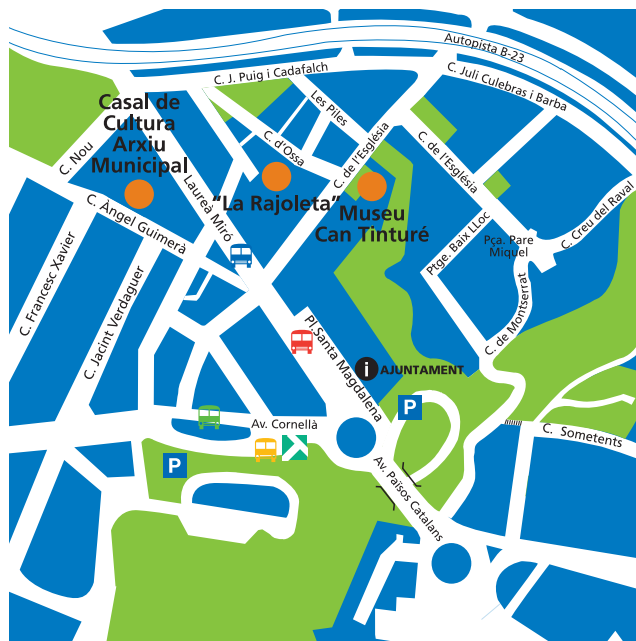 Autopista B-23
C. J. Puig i Cadafalch
C. Juli Culebras i Barba
Les Piles
Casal de
Cultura
Arxiu
Municipal
C. d'Ossa
C. de l'Església
C. de l'Església
C. Nou
"La Rajoleta"
Museu
Can Tinturé
C. Creu del Raval
C. Àngel Guimerà
Laureà Miró
Ptge. Baix LLoc
Pça. Pare
Miquel
C. Francesc Xavier
C. Jacint Verdaguer
C. de Montserrat
Pl.Santa Magdalena
i
AJUNTAMENT
P
Av. Cornellà
C. Sometents
P
Av. Països Catalans